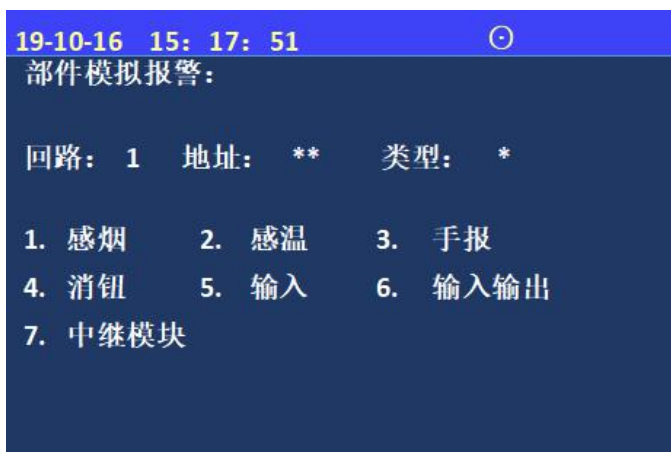 19-10-16 15：17：51
部件模拟报警：
回路： 1 地址： ** 类型： *
1. 感烟 2. 感温 3. 手报
4. 消钮 5. 输入 6. 输入输出
7. 中继模块